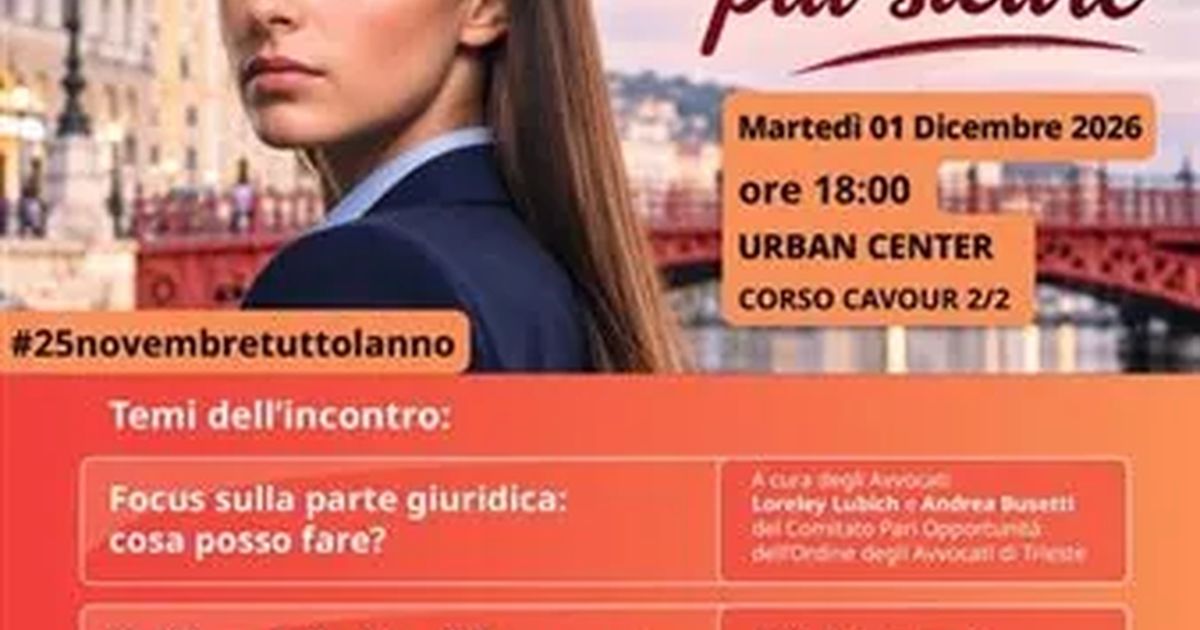 più sicure
Martedì 01 Dicembre 2026
ore 18:00
URBAN CENTER
CORSO CAVOUR 2/2
#25novembretuttolanno
Temi dell'incontro:
Focus sulla parte giuridica:
cosa posso fare?
A cura degli Avvocati
Loreley Lubich e Andrea Busetti
del Comitato Pari Opportunità
dell'Ordine degli Avvocati di Trieste